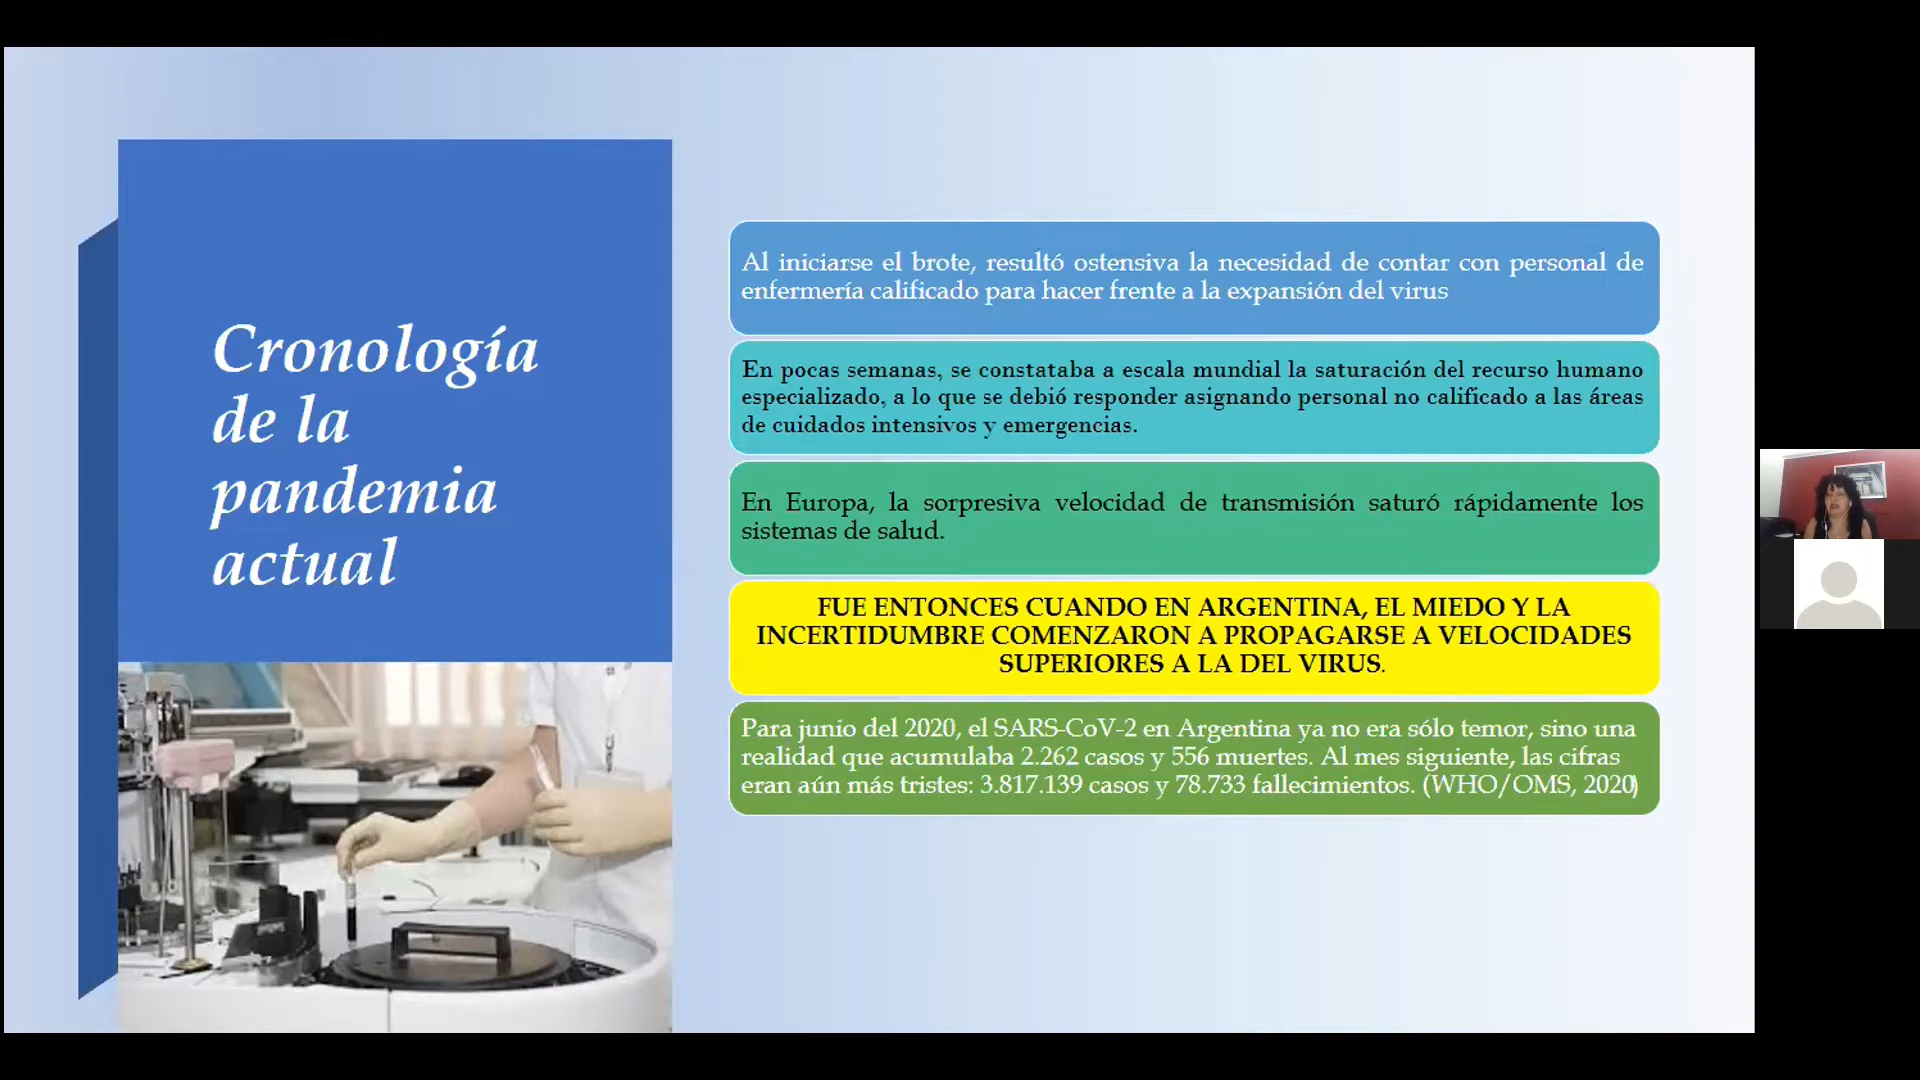 Cronología
de la
pandemia
actual
Al iniciarse el brote, resultó ostensiva la necesidad de contar con personal de
enfermería calificado para hacer frente a la expansión del virus
En pocas semanas, se constataba a escala mundial la saturación del recurso humano
especializado, a lo que se debió responder asignando personal no calificado a las áreas
de cuidados intensivos y emergencias.
En Europa, la sorpresiva velocidad de transmisión saturó rápidamente los
sistemas de salud.
FUE ENTONCES CUANDO EN ARGENTINA, EL MIEDO Y LA
INCERTIDUMBRE COMENZARON A PROPAGARSE A VELOCIDADES
SUPERIORES A LA DEL VIRUS.
Para junio del 2020, el SARS-CoV-2 en Argentina ya no era sólo temor, sino una
realidad que acumulaba 2.262 casos y 556 muertes. Al mes siguiente, las cifras
eran aún más tristes: 3.817.139 casos y 78.733 fallecimientos. (WHO/OMS, 2020)